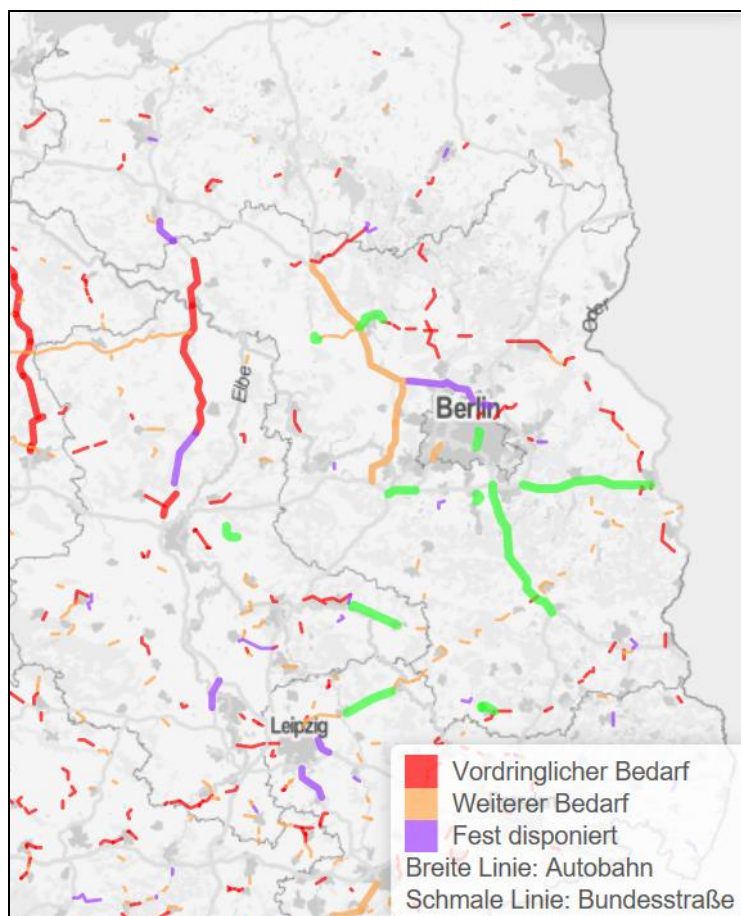 Oder
Elbe
Berlin
Leipzig
Vordringlicher Bedarf
Weiterer Bedarf
Fest disponiert
Breite Linie: Autobahn
Schmale Linie: Bundesstraße